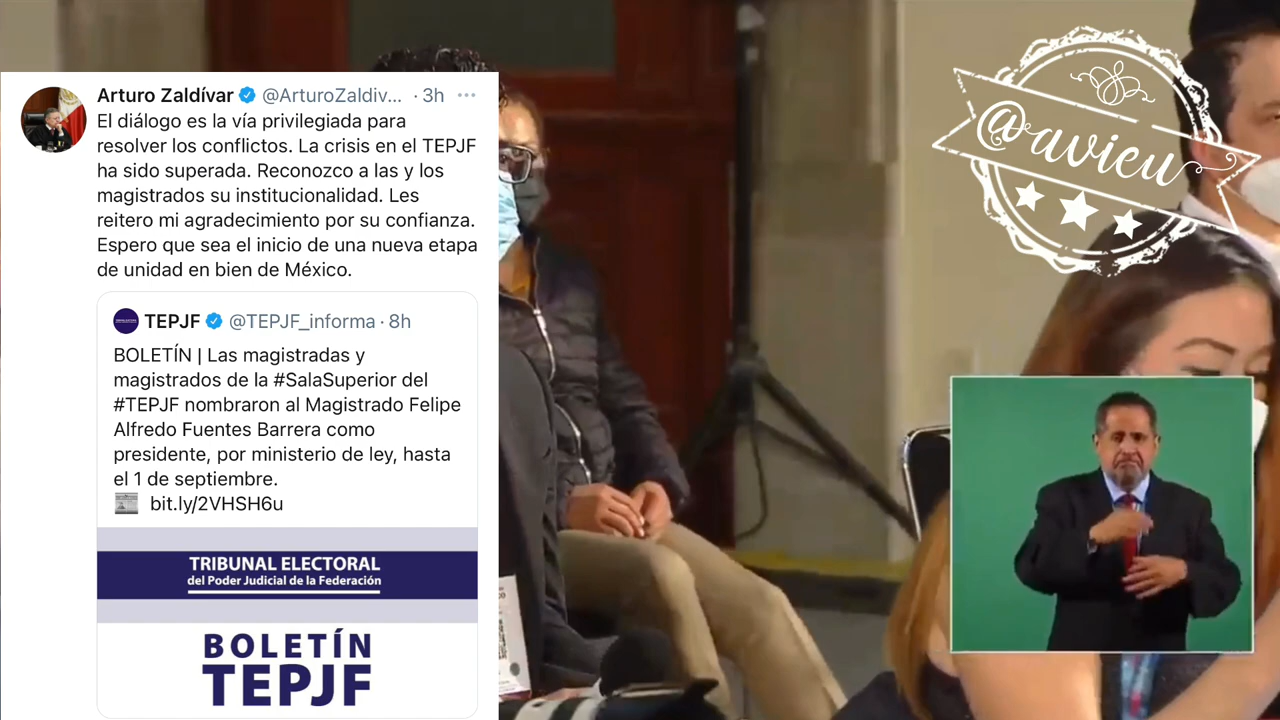 Arturo Zaldívar @ArturoZaldiv... · 3h ···
El diálogo es la vía privilegiada para
resolver los conflictos. La crisis en el TEPJF
ha sido superada. Reconozco a las y los
magistrados su institucionalidad. Les
reitero mi agradecimiento por su confianza.
Espero que sea el inicio de una nueva etapa
de unidad en bien de México.
TEPJF @TEPJF_informa · 8h
BOLETÍN | Las magistradas y
magistrados de la #SalaSuperior del
#TEPJF nombraron al Magistrado Felipe
Alfredo Fuentes Barrera como
presidente, por ministerio de ley, hasta
el 1 de septiembre.
bit.ly/2VHSH6u
TRIBUNAL ELECTORAL
del Poder Judicial de la Federación
BOLETÍN
TEPJF
@avieu